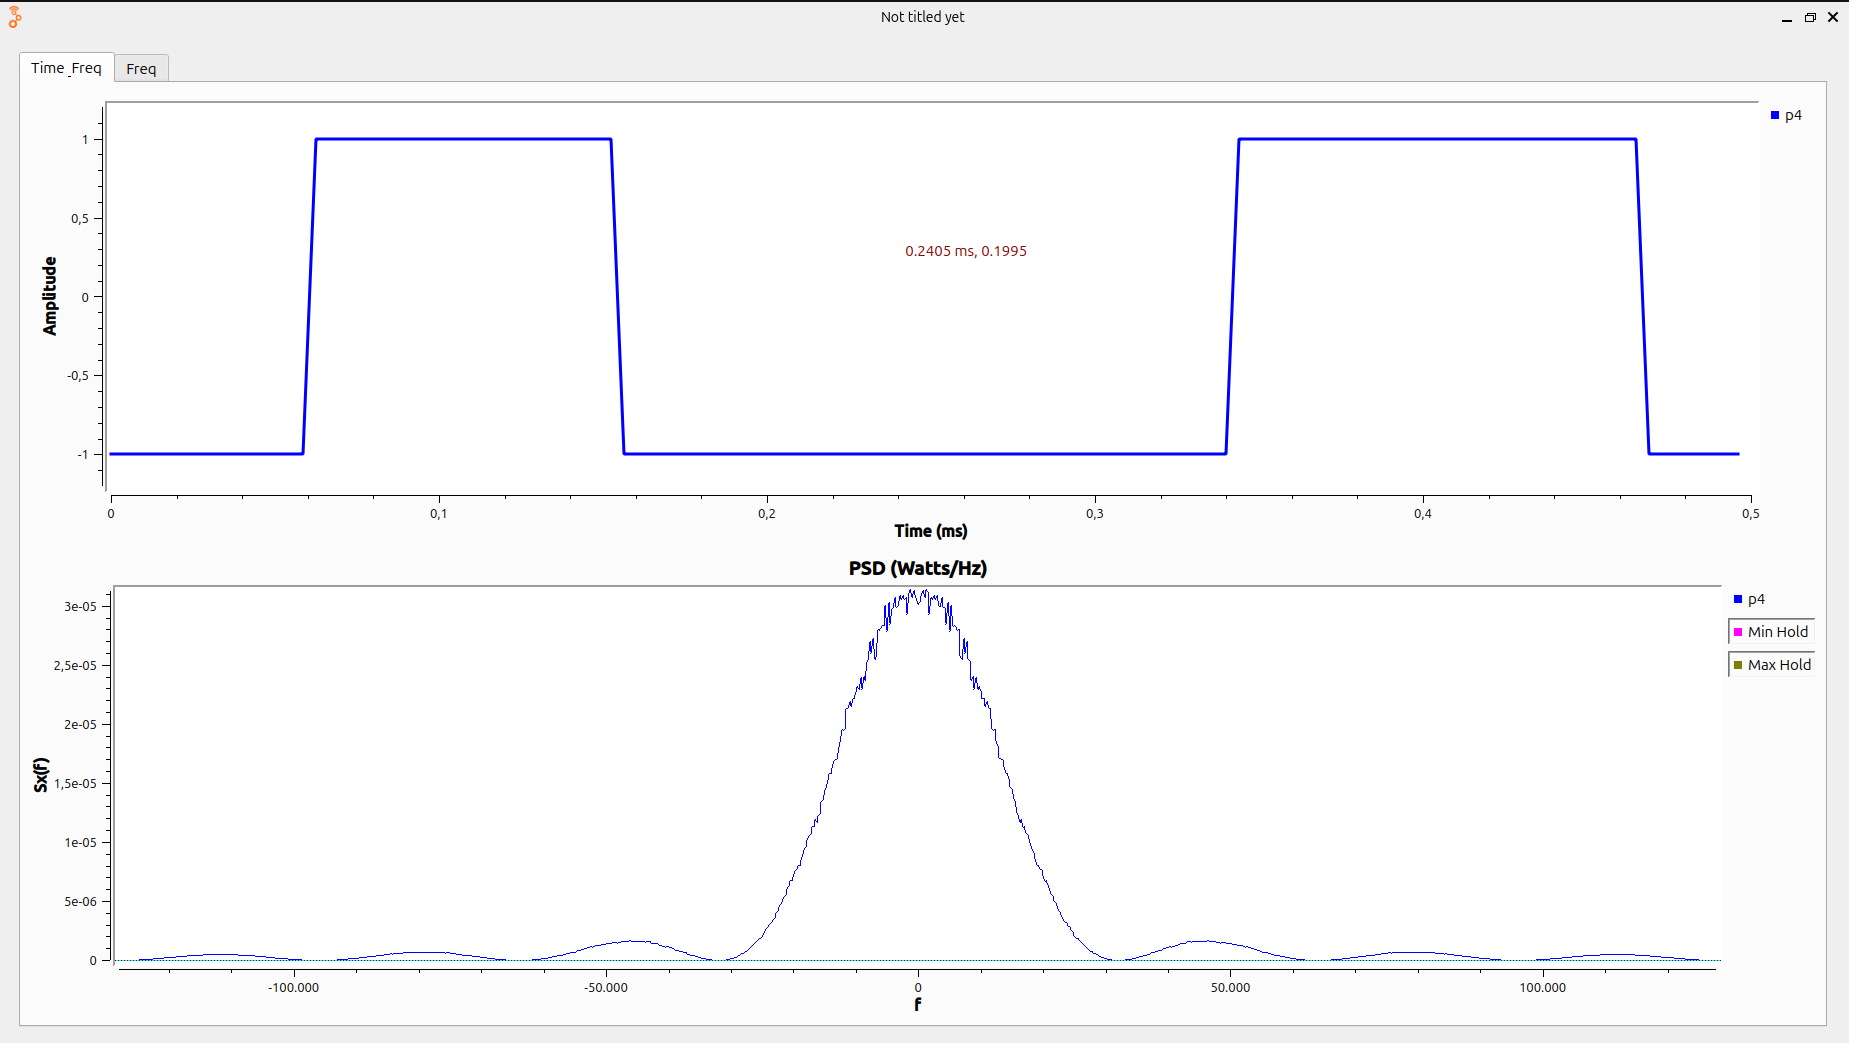 Not titled yet
Time_Freq
Freq
1
0,5
0
-0,5
-1
Amplitude
0.2405 ms, 0.1995
p4
0
0,1
0,2
0,3
0,4
0,5
Time (ms)
PSD (Watts/Hz)
3e-05
2,5e-05
2e-05
1,5e-05
1e-05
5e-06
0
Sx(f)
p4
Min Hold
Max Hold
-100.000
-50.000
0
50.000
100.000
f